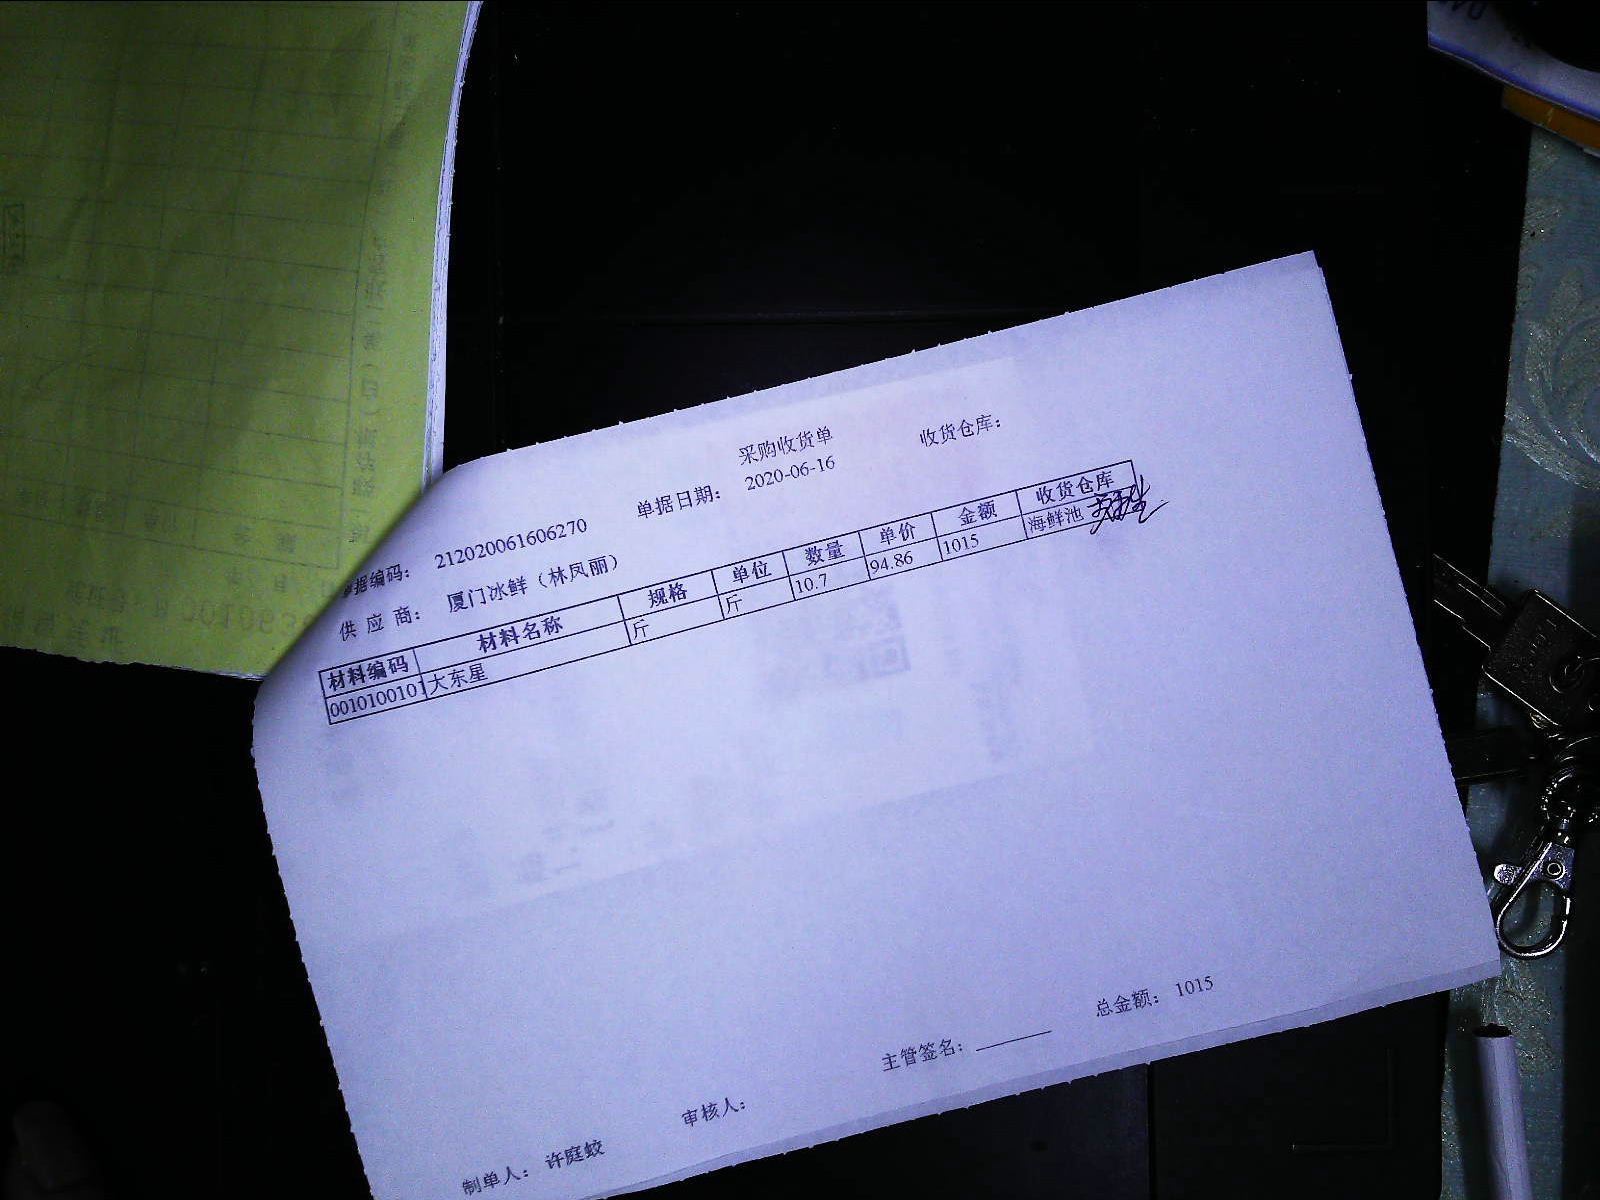 采购收货单 收货仓库:
单据编码: 212020061606270 单据日期: 2020-06-16
供应商: 厦门冰鲜（林凤丽）
材料编码 材料名称 规格 单位 数量 单价 金额 收货仓库
0010100101 大东星 斤 斤 10.7 94.86 1015 海鲜池
主管签名: 总金额: 1015
制单人: 许庭蛟 审核人: